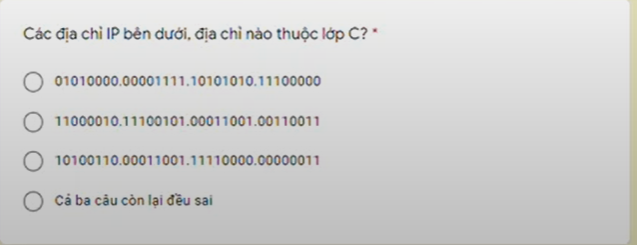 Các địa chỉ IP bên dưới, địa chỉ nào thuộc lớp C? *
01010000.00001111.10101010.11100000
11000010.11100101.00011001.00110011
10100110.00011001.11110000.00000011
Cả ba câu còn lại đều sai